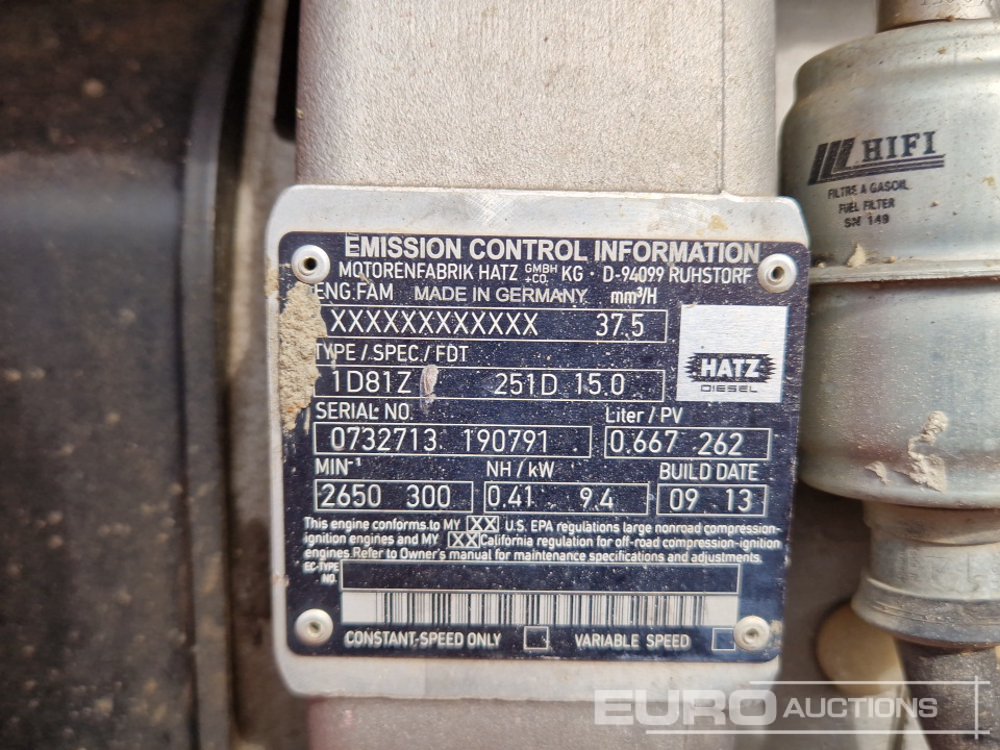 EMISSION CONTROL INFORMATION
MOTORENFABRIK HATZ GMBH +CO. KG · D-94099 RUHSTORF
ENG.FAM MADE IN GERMANY mm³/H
XXXXXXXXXXXX 37.5
TYPE / SPEC. / FDT
1D81Z 251D 15.0
HATZ
DIESEL
SERIAL NO. Liter / PV
0732713 190791 0.667 262
MIN⁻¹ NH / kW BUILD DATE
2650 300 0.41 9.4 09 13
This engine conforms to MY XX U.S. EPA regulations large nonroad compression-
ignition engines and MY XX California regulation for off-road compression-ignition
engines. Refer to Owner's manual for maintenance specifications and adjustments.
EC-TYPE
NO.
CONSTANT-SPEED ONLY VARIABLE SPEED
HIFI
FILTRE A GASOIL
FUEL FILTER
SN 149
EURO AUCTIONS